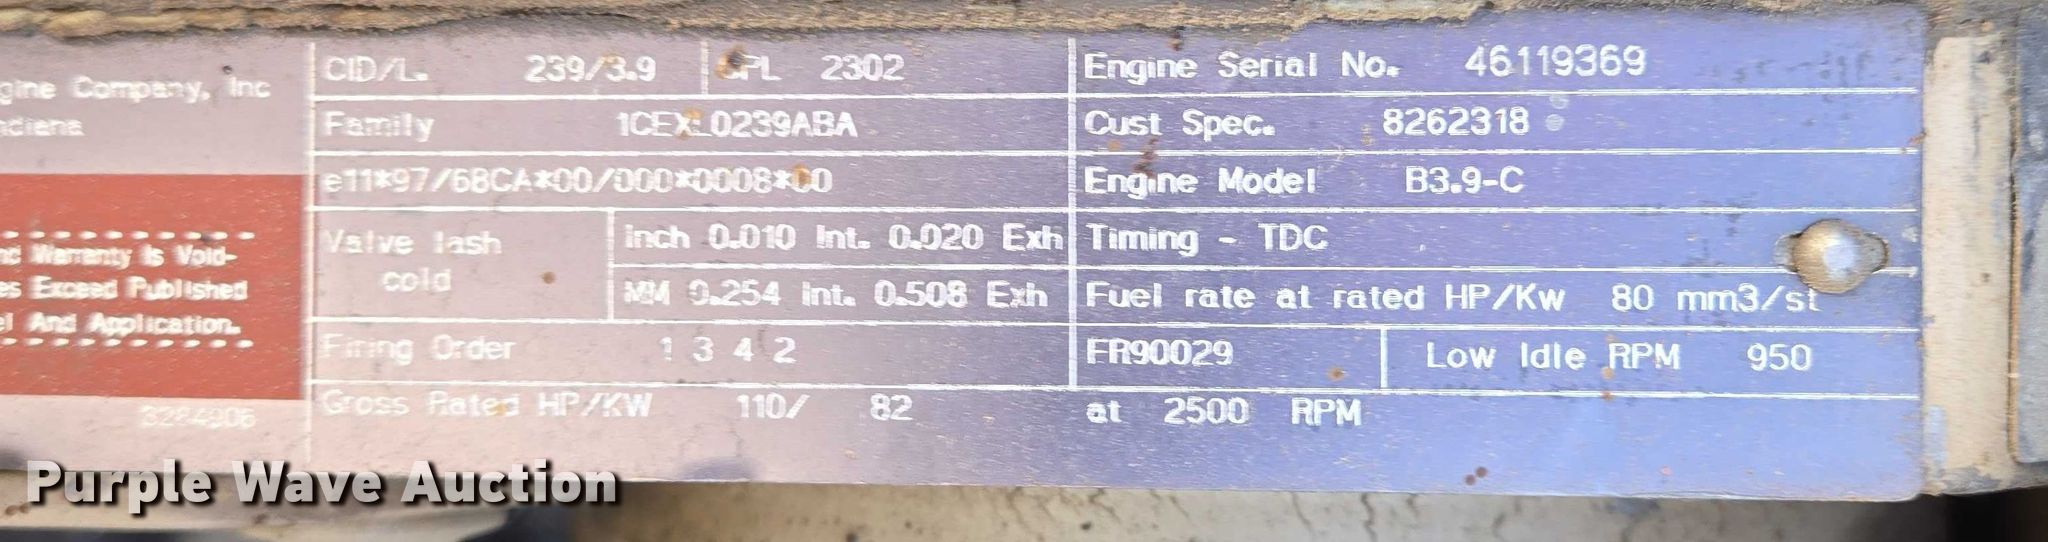 gine Company, Inc
ndiana
nd Warranty Is Void-
es Exceed Published
el And Application.
3284906
CID/L. 239/3.9 CPL 2302
Family 1CEXL0239ABA
e11*97/68CA*00/000*0008*00
Valve lash cold
Inch 0.010 Int. 0.020 Exh
MM 0.254 Int. 0.508 Exh
Firing Order 1 3 4 2
Gross Rated HP/KW 110/ 82 at 2500 RPM
Engine Serial No. 46119369
Cust Spec. 8262318
Engine Model B3.9-C
Timing - TDC
Fuel rate at rated HP/Kw 80 mm3/st
FR90029 Low Idle RPM 950
Purple Wave Auction